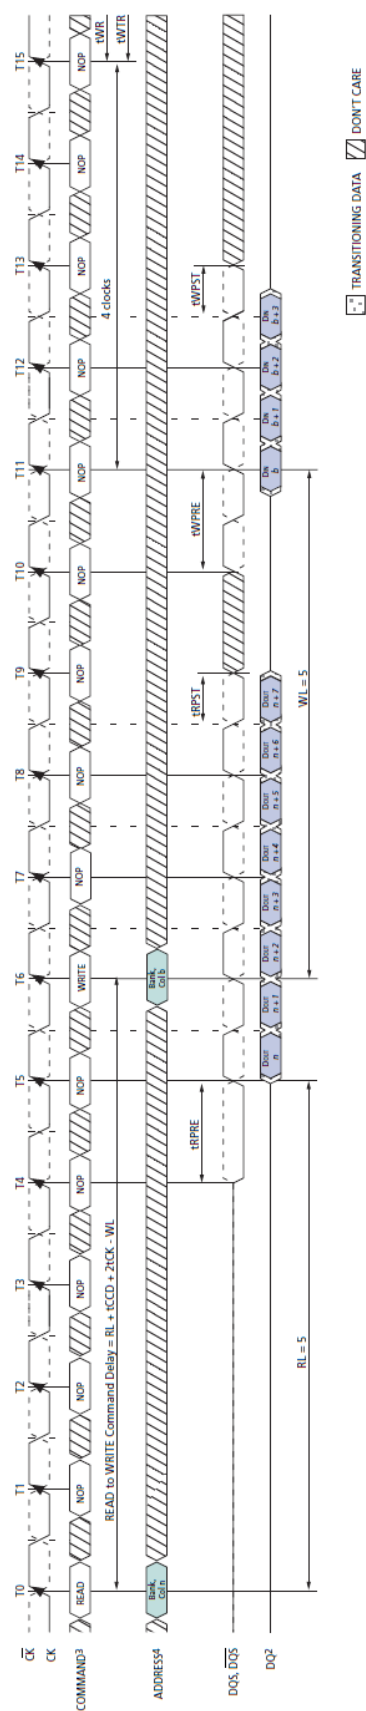 T0 T1 T2 T3 T4 T5 T6 T7 T8 T9 T10 T11 T12 T13 T14 T15
CK
CK
COMMAND3 READ NOP NOP NOP NOP NOP WRITE NOP NOP NOP NOP NOP NOP NOP NOP NOP
READ to WRITE Command Delay = RL + tCCD + 2tCK - WL
4 clocks
tWR
tWTR
ADDRESS4
Bank,
Col n
Bank,
Col b
tRPRE
tRPST
tWPRE
tWPST
DQS, DQS
DQ2
DOUT
n
DOUT
n + 1
DOUT
n + 2
DOUT
n + 3
DOUT
n + 4
DOUT
n + 5
DOUT
n + 6
DOUT
n + 7
DIN
b
DIN
b + 1
DIN
b + 2
DIN
b + 3
RL = 5
WL = 5
TRANSITIONING DATA
DON'T CARE